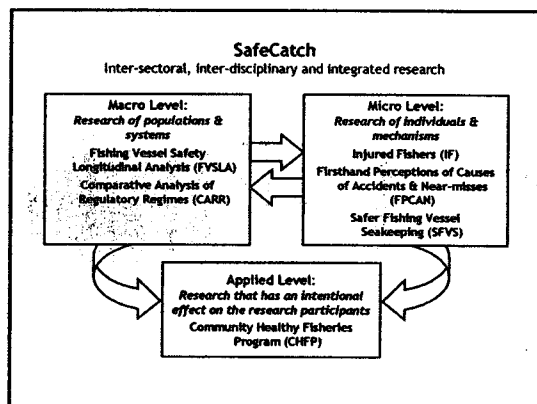 SafeCatch
Inter-sectoral, inter-disciplinary and integrated research
Macro Level:
Research of populations &
systems
Fishing Vessel Safety
Longitudinal Analysis (FVSLA)
Comparative Analysis of
Regulatory Regimes (CARR)
Micro Level:
Research of individuals &
mechanisms
Injured Fishers (IF)
Firsthand Perceptions of Causes
of Accidents & Near-misses
(FPCAN)
Safer Fishing Vessel
Seakeeping (SFVS)
Applied Level:
Research that has an intentional
effect on the research participants
Community Healthy Fisheries
Program (CHFP)